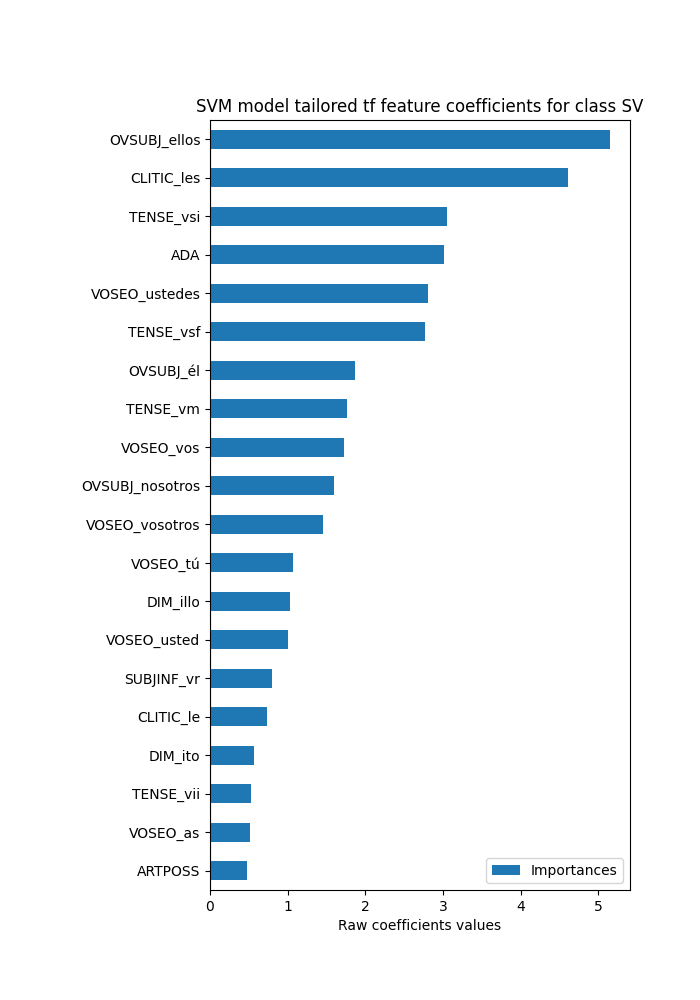 SVM model tailored tf feature coefficients for class SV
OVSUBJ_ellos
CLITIC_les
TENSE_vsi
ADA
VOSEO_ustedes
TENSE_vsf
OVSUBJ_él
TENSE_vm
VOSEO_vos
OVSUBJ_nosotros
VOSEO_vosotros
VOSEO_tú
DIM_illo
VOSEO_usted
SUBJINF_vr
CLITIC_le
DIM_ito
TENSE_vii
VOSEO_as
ARTPOSS
Importances
0 1 2 3 4 5
Raw coefficients values